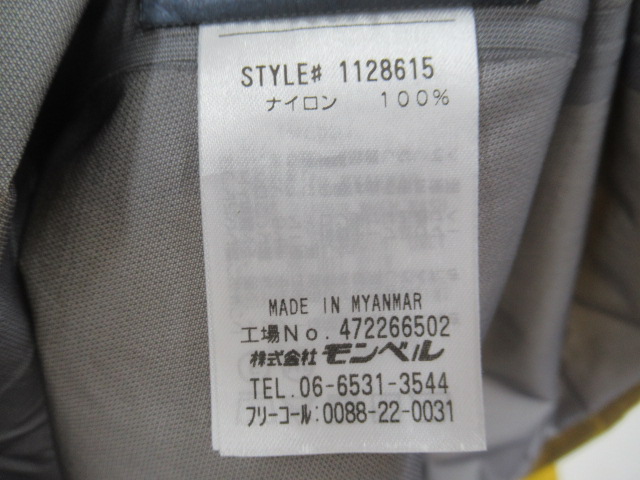 STYLE# 1128615
ナイロン 100%
MADE IN MYANMAR
工場No. 472266502
株式会社 モンベル
TEL. 06-6531-3544
フリーコール:0088-22-0031